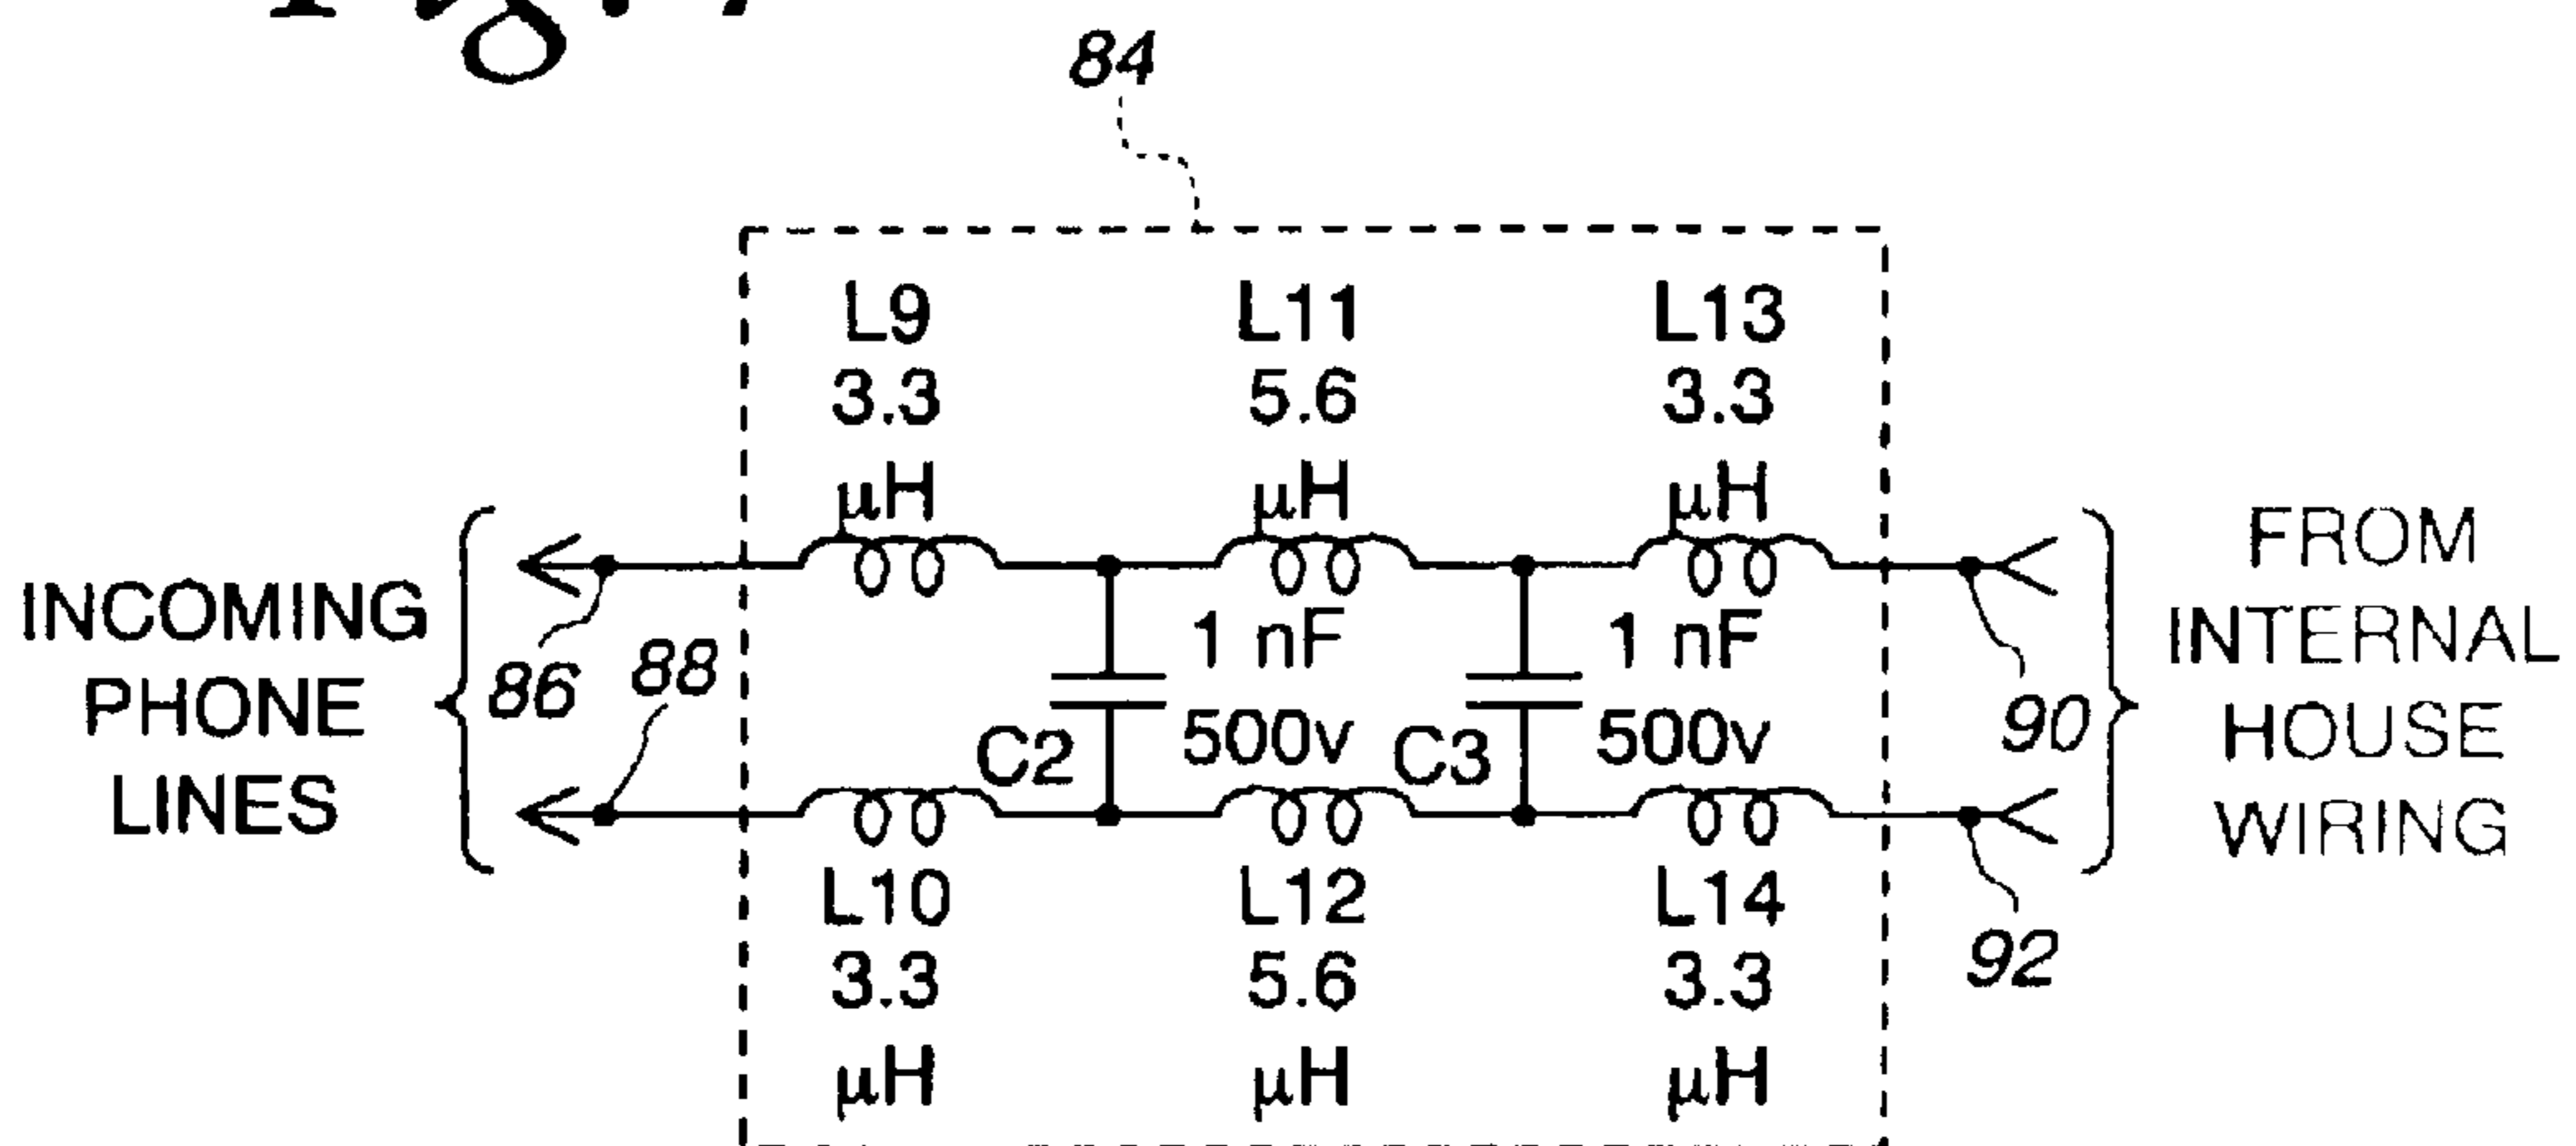 84
L9
3.3
µH
L11
5.6
µH
L13
3.3
µH
INCOMING
PHONE
LINES
86
88
C2
1 nF
500v
C3
1 nF
500v
90
92
FROM
INTERNAL
HOUSE
WIRING
L10
3.3
µH
L12
5.6
µH
L14
3.3
µH